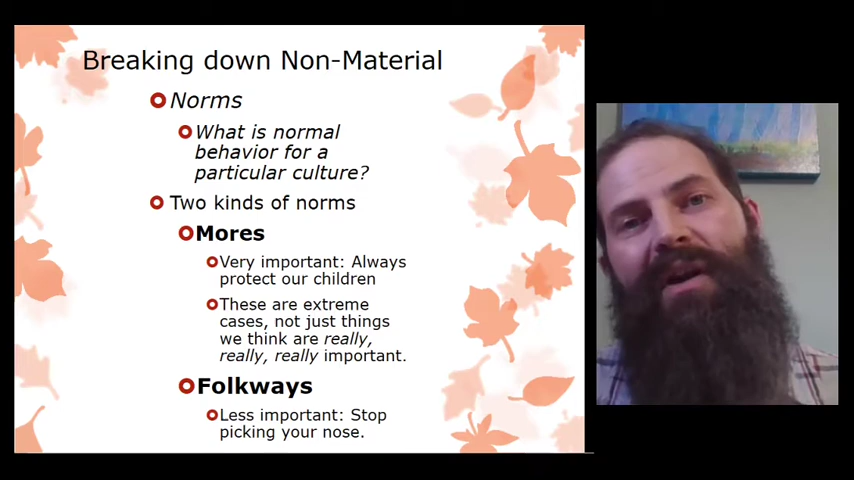 Breaking down Non-Material
Norms
What is normal
behavior for a
particular culture?
Two kinds of norms
Mores
Very important: Always
protect our children
These are extreme
cases, not just things
we think are really,
really, really important.
Folkways
Less important: Stop
picking your nose.